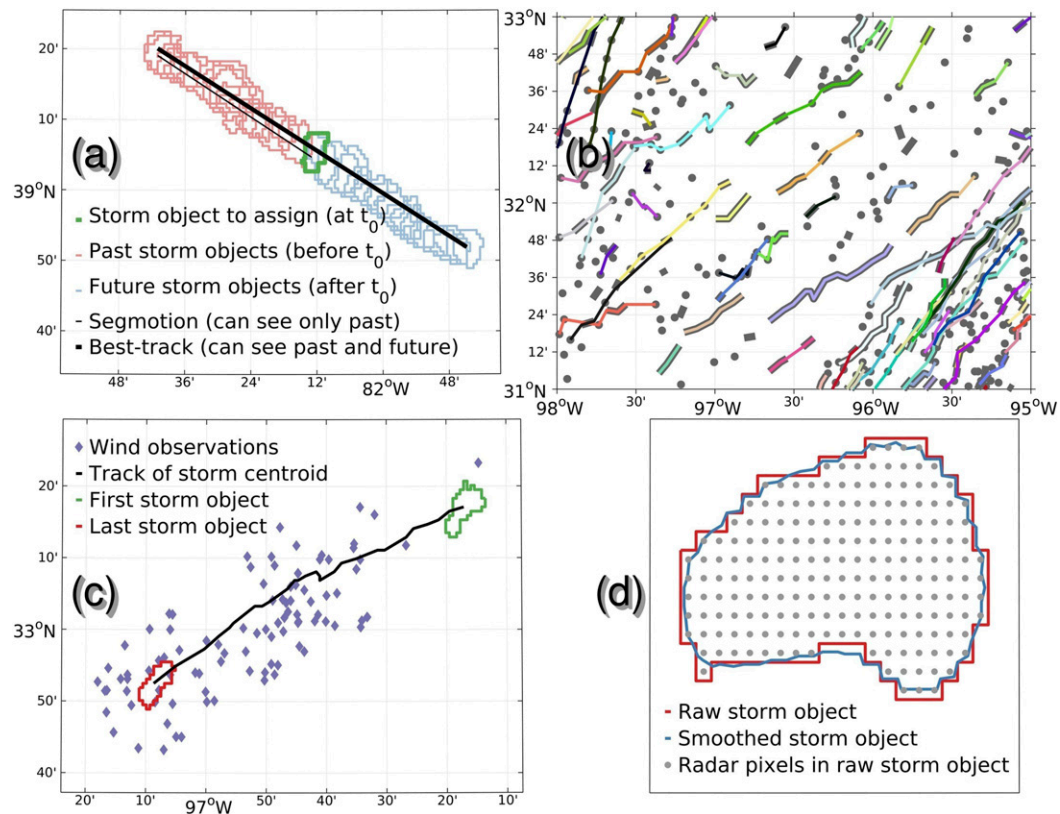 (a)
20'
10'
39°N
50'
40'
Storm object to assign (at t0)
Past storm objects (before t0)
Future storm objects (after t0)
Segmotion (can see only past)
Best-track (can see past and future)
48'
36'
24'
12'
82°W
48'
(b)
33°N
48'
36'
24'
12'
32°N
48'
36'
24'
12'
31°N
98°W
30'
97°W
30'
96°W
30'
95°W
(c)
Wind observations
Track of storm centroid
First storm object
Last storm object
20'
10'
33°N
50'
40'
20'
10'
97°W
50'
40'
30'
20'
10'
(d)
Raw storm object
Smoothed storm object
Radar pixels in raw storm object